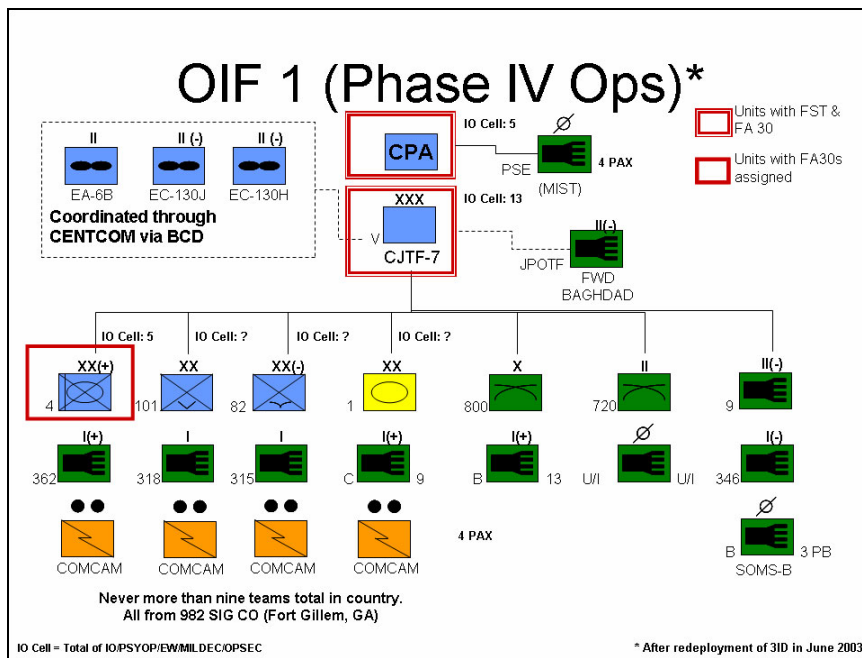 OIF 1 (Phase IV Ops)*
II
II (-)
II (-)
EA-6B
EC-130J
EC-130H
Coordinated through
CENTCOM via BCD
IO Cell: 5
CPA
PSE
Ø
4 PAX
(MIST)
Units with FST &
FA 30
Units with FA30s
assigned
XXX
IO Cell: 13
V
CJTF-7
II(-)
JPOTF
FWD
BAGHDAD
IO Cell: 5
IO Cell: ?
IO Cell: ?
IO Cell: ?
XX(+)
XX
XX(-)
XX
X
II
II(-)
4
101
82
1
800
720
9
I(+)
I
I
I(+)
I(+)
Ø
I(-)
362
318
315
C
9
B
13
U/I
U/I
346
COMCAM
COMCAM
COMCAM
COMCAM
4 PAX
Ø
B
3 PB
SOMS-B
Never more than nine teams total in country.
All from 982 SIG CO (Fort Gillem, GA)
IO Cell = Total of IO/PSYOP/EW/MILDEC/OPSEC
* After redeployment of 3ID in June 2003